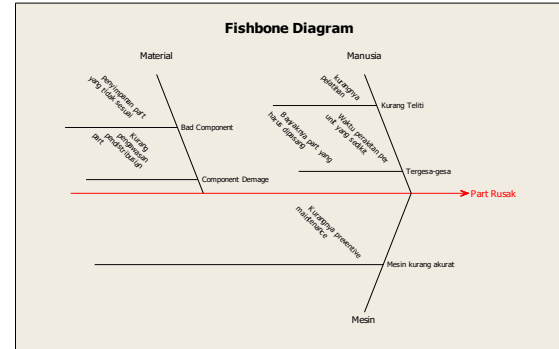 Fishbone Diagram
Material
Manusia
Penyimpanan part
yang tidak sesuai
Bad Component
Kurang
pengawasan
pendistribusian
part
Component Demage
kurangnya
pelatihan
Kurang Teliti
Waktu perakitan per
unit yang sedikit
Banyaknya part yang
harus dipasang
Tergesa-gesa
Part Rusak
Kurangnya preventive
maintenance
Mesin kurang akurat
Mesin